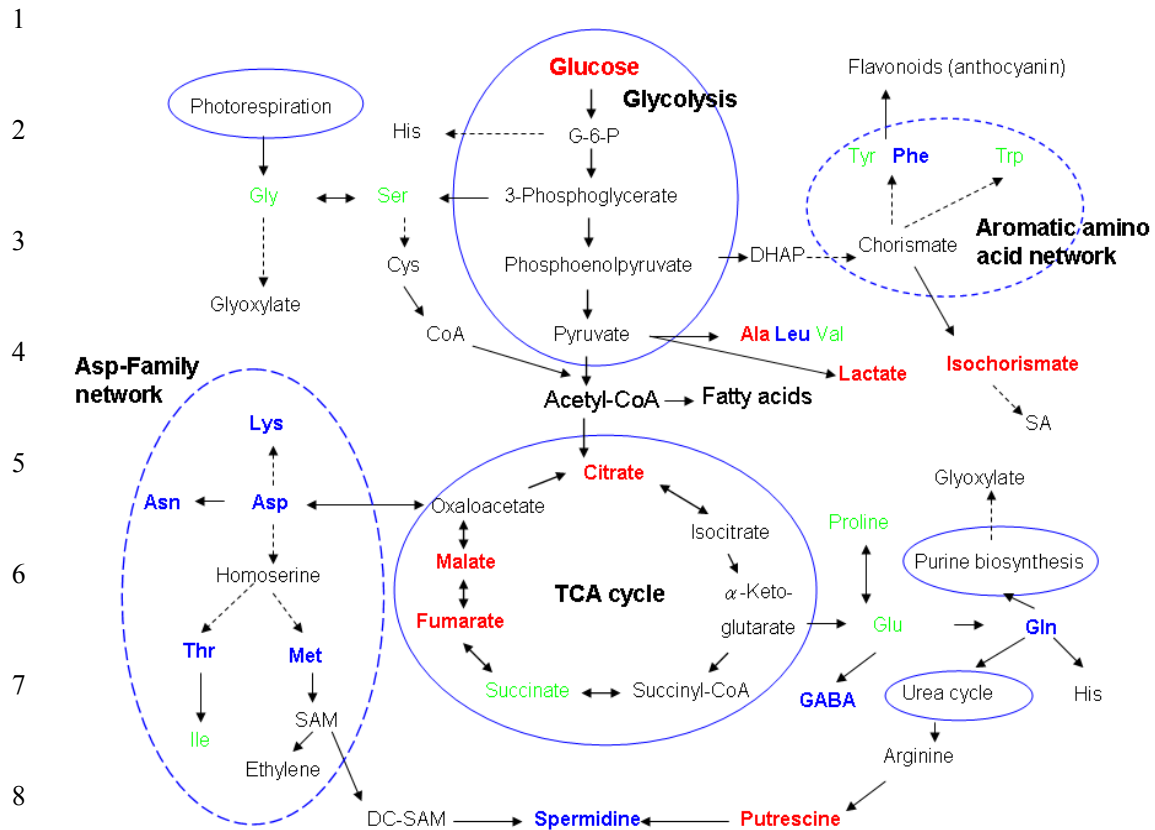 1
Glucose
Flavonoids (anthocyanin)
Glycolysis
Photorespiration
2
His
G-6-P
Tyr Phe
Trp
Gly
Ser
3-Phosphoglycerate
3
Chorismate
Aromatic amino
acid network
DHAP
Cys
Phosphoenolpyruvate
Glyoxylate
CoA
Pyruvate
Ala Leu Val
4
Asp-Family
network
Lactate
Isochorismate
Acetyl-CoA
Fatty acids
Lys
SA
5
Citrate
Glyoxylate
Asn
Asp
Oxaloacetate
Isocitrate
Proline
Malate
Purine biosynthesis
6
Homoserine
TCA cycle
α-Keto-
glutarate
Fumarate
Glu
Gln
Thr
Met
7
Succinate
Succinyl-CoA
GABA
Urea cycle
His
SAM
Ile
Ethylene
Arginine
8
DC-SAM
Spermidine
Putrescine